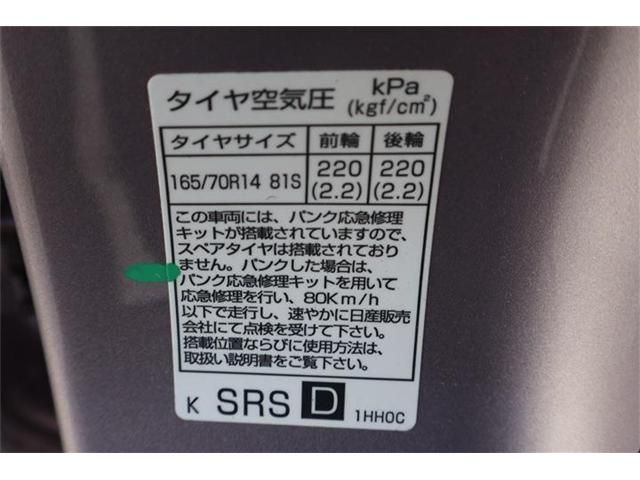 タイヤ空気圧 kPa
(kgf/cm²)
タイヤサイズ 前輪 後輪
165/70R14 81S 220 220
(2.2) (2.2)
この車両には、パンク応急修理
キットが搭載されていますので、
スペアタイヤは搭載されており
ません。パンクした場合は、
パンク応急修理キットを用いて
応急修理を行い、80Km/h
以下で走行し、速やかに日産販売
会社にて点検を受けて下さい。
搭載位置ならびに使用方法は、
取扱い説明書をご覧下さい。
K SRS D 1HH0C